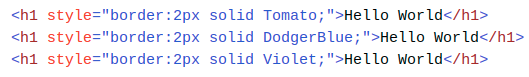 <h1 style="border:2px solid Tomato;">Hello World</h1>
<h1 style="border:2px solid DodgerBlue;">Hello World</h1>
<h1 style="border:2px solid Violet;">Hello World</h1>